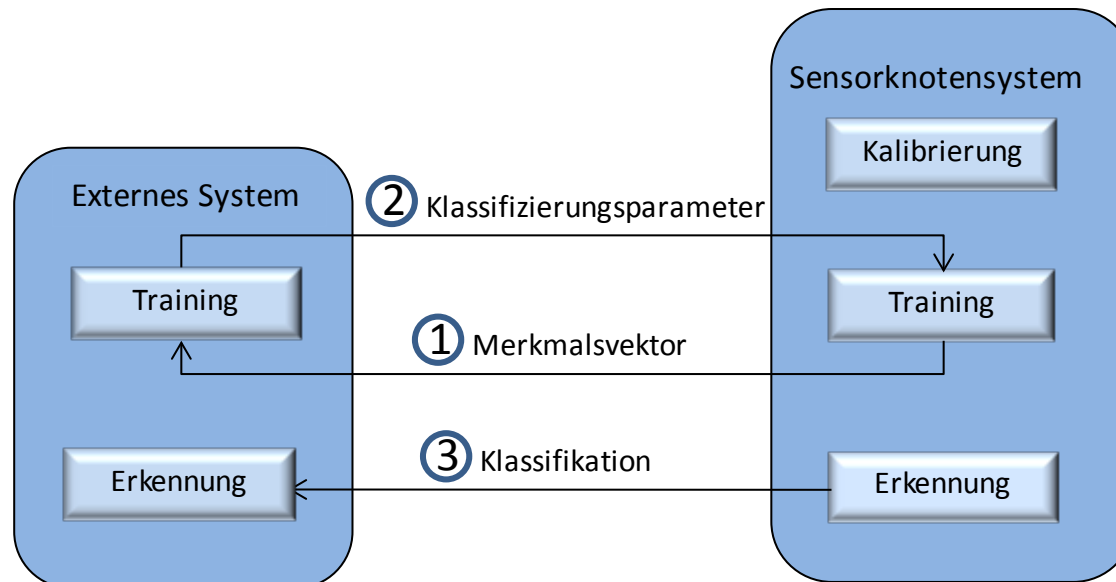 Externes System
Training
Erkennung
② Klassifizierungsparameter
① Merkmalsvektor
③ Klassifikation
Sensorknotensystem
Kalibrierung
Training
Erkennung